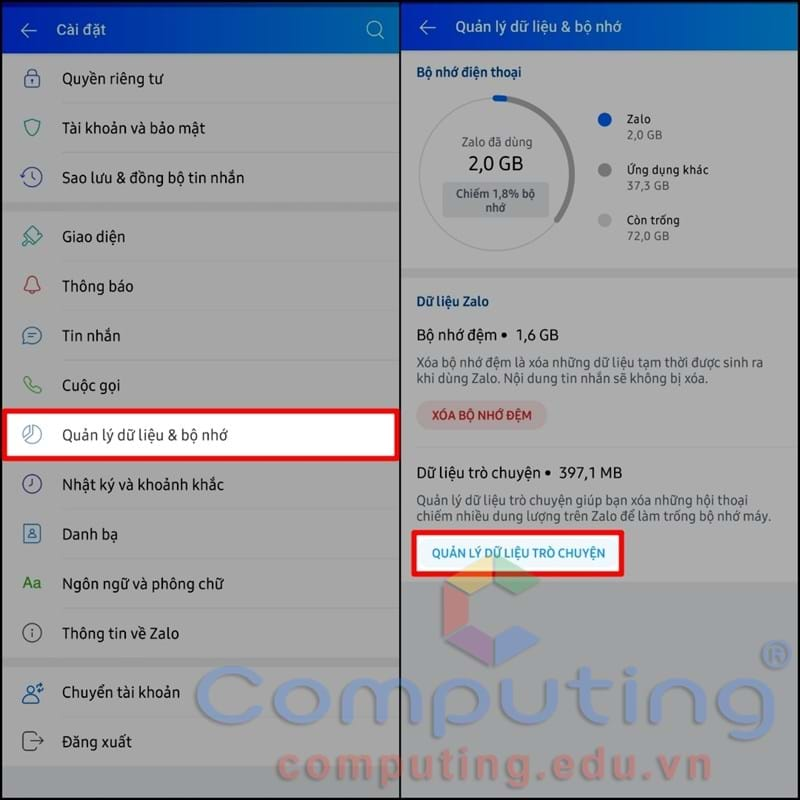 Cài đặt
Quyền riêng tư
Tài khoản và bảo mật
Sao lưu & đồng bộ tin nhắn
Giao diện
Thông báo
Tin nhắn
Cuộc gọi
Quản lý dữ liệu & bộ nhớ
Nhật ký và khoảnh khắc
Danh bạ
Aa Ngôn ngữ và phông chữ
Thông tin về Zalo
Chuyển tài khoản
Đăng xuất
Quản lý dữ liệu & bộ nhớ
Bộ nhớ điện thoại
Zalo đã dùng
2,0 GB
Chiếm 1,8% bộ
nhớ
Zalo
2,0 GB
Ứng dụng khác
37,3 GB
Còn trống
72,0 GB
Dữ liệu Zalo
Bộ nhớ đệm • 1,6 GB
Xóa bộ nhớ đệm là xóa những dữ liệu tạm thời được sinh ra
khi dùng Zalo. Nội dung tin nhắn sẽ không bị xóa.
XÓA BỘ NHỚ ĐỆM
Dữ liệu trò chuyện • 397,1 MB
Quản lý dữ liệu trò chuyện giúp bạn xóa những hội thoại
chiếm nhiều dung lượng trên Zalo để làm trống bộ nhớ máy.
QUẢN LÝ DỮ LIỆU TRÒ CHUYỆN
Computing®
computing.edu.vn